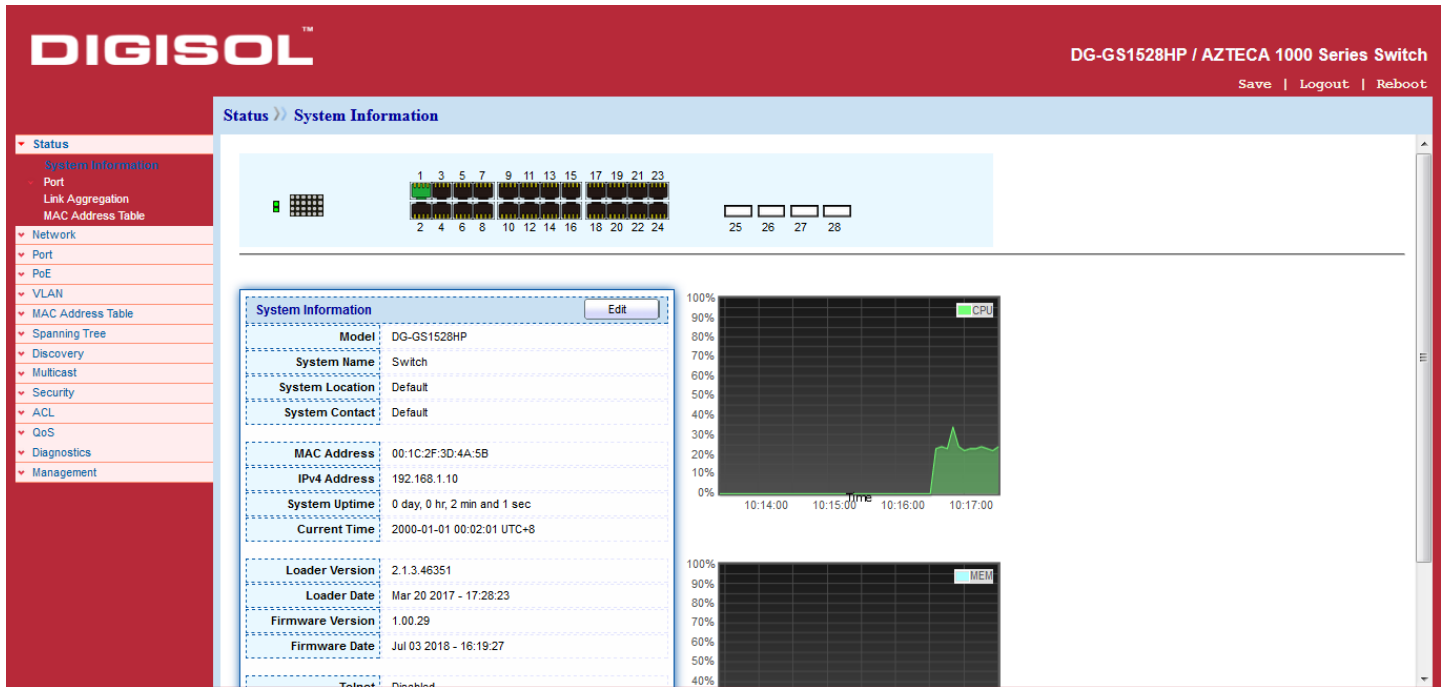 DIGISOL™
DG-GS1528HP / AZTECA 1000 Series Switch
Save | Logout | Reboot
Status » System Information
Status
System Information
Port
Link Aggregation
MAC Address Table
Network
Port
PoE
VLAN
MAC Address Table
Spanning Tree
Discovery
Multicast
Security
ACL
QoS
Diagnostics
Management
1 3 5 7 9 11 13 15 17 19 21 23
2 4 6 8 10 12 14 16 18 20 22 24
25 26 27 28
System Information Edit
Model DG-GS1528HP
System Name Switch
System Location Default
System Contact Default
MAC Address 00:1C:2F:3D:4A:5B
IPv4 Address 192.168.1.10
System Uptime 0 day, 0 hr, 2 min and 1 sec
Current Time 2000-01-01 00:02:01 UTC+8
Loader Version 2.1.3.46351
Loader Date Mar 20 2017 - 17:28:23
Firmware Version 1.00.29
Firmware Date Jul 03 2018 - 16:19:27
Telnet Disabled
100%
90%
80%
70%
60%
50%
40%
30%
20%
10%
0%
CPU
10:14:00 10:15:00 10:16:00 10:17:00
Time
100%
90%
80%
70%
60%
50%
40%
MEM